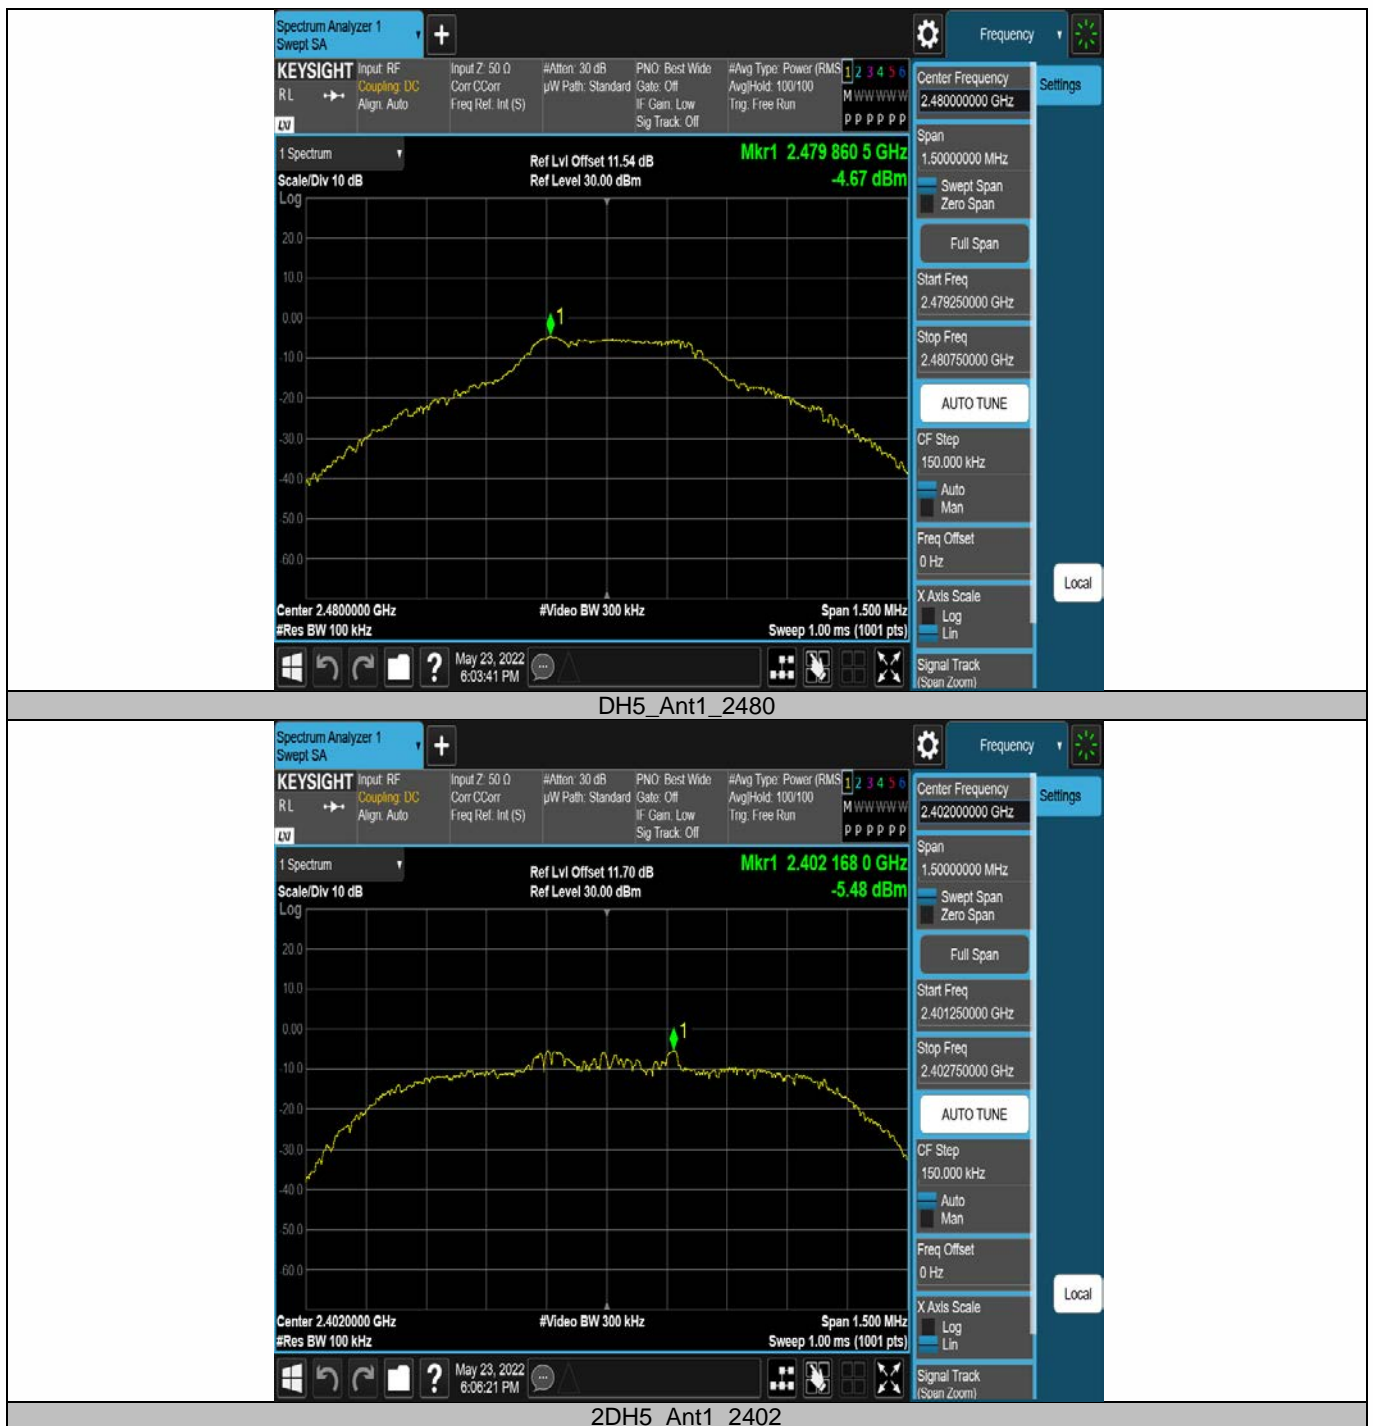 Spectrum Analyzer 1
Swept SA
+
Frequency
KEYSIGHT
RL
LXI
Input: RF
Coupling: DC
Align: Auto
Input Z: 50 Ω
Corr CCorr
Freq Ref: Int (S)
#Atten: 30 dB
µW Path: Standard
PNO: Best Wide
Gate: Off
IF Gain: Low
Sig Track: Off
#Avg Type: Power (RMS
Avg|Hold: 100/100
Trig: Free Run
1 2 3 4 5 6
M W W W W W
P P P P P P
1 Spectrum
Scale/Div 10 dB
Log
Ref Lvl Offset 11.54 dB
Ref Level 30.00 dBm
Mkr1 2.479 860 5 GHz
-4.67 dBm
20.0
10.0
0.00
-10.0
-20.0
-30.0
-40.0
-50.0
-60.0
1
Center 2.4800000 GHz
#Res BW 100 kHz
#Video BW 300 kHz
Span 1.500 MHz
Sweep 1.00 ms (1001 pts)
?
May 23, 2022
6:03:41 PM
Center Frequency
2.480000000 GHz
Span
1.50000000 MHz
Swept Span
Zero Span
Full Span
Start Freq
2.479250000 GHz
Stop Freq
2.480750000 GHz
AUTO TUNE
CF Step
150.000 kHz
Auto
Man
Freq Offset
0 Hz
X Axis Scale
Log
Lin
Signal Track
(Span Zoom)
Settings
Local
DH5_Ant1_2480
Spectrum Analyzer 1
Swept SA
+
Frequency
KEYSIGHT
RL
LXI
Input: RF
Coupling: DC
Align: Auto
Input Z: 50 Ω
Corr CCorr
Freq Ref: Int (S)
#Atten: 30 dB
µW Path: Standard
PNO: Best Wide
Gate: Off
IF Gain: Low
Sig Track: Off
#Avg Type: Power (RMS
Avg|Hold: 100/100
Trig: Free Run
1 2 3 4 5 6
M W W W W W
P P P P P P
1 Spectrum
Scale/Div 10 dB
Log
Ref Lvl Offset 11.70 dB
Ref Level 30.00 dBm
Mkr1 2.402 168 0 GHz
-5.48 dBm
20.0
10.0
0.00
-10.0
-20.0
-30.0
-40.0
-50.0
-60.0
1
Center 2.4020000 GHz
#Res BW 100 kHz
#Video BW 300 kHz
Span 1.500 MHz
Sweep 1.00 ms (1001 pts)
?
May 23, 2022
6:06:21 PM
Center Frequency
2.402000000 GHz
Span
1.50000000 MHz
Swept Span
Zero Span
Full Span
Start Freq
2.401250000 GHz
Stop Freq
2.402750000 GHz
AUTO TUNE
CF Step
150.000 kHz
Auto
Man
Freq Offset
0 Hz
X Axis Scale
Log
Lin
Signal Track
(Span Zoom)
Settings
Local
2DH5_Ant1_2402